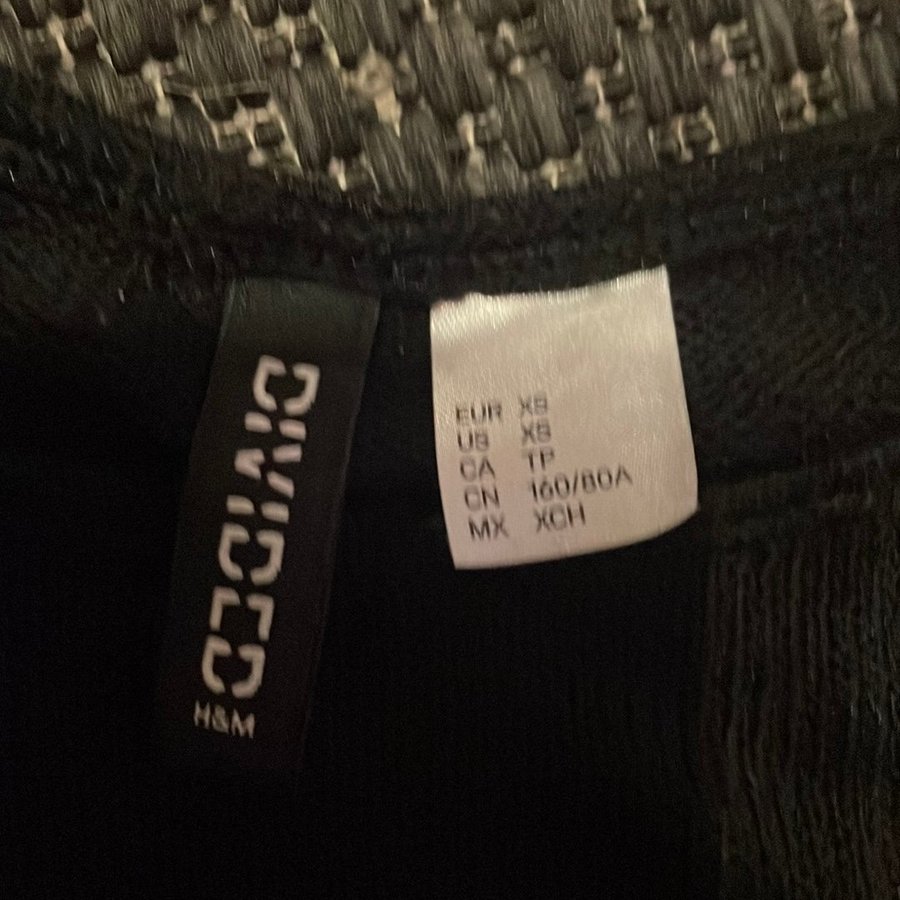 DIVIDED
H&M
EUR XS
US XS
CA TP
CN 160/80A
MX XCH